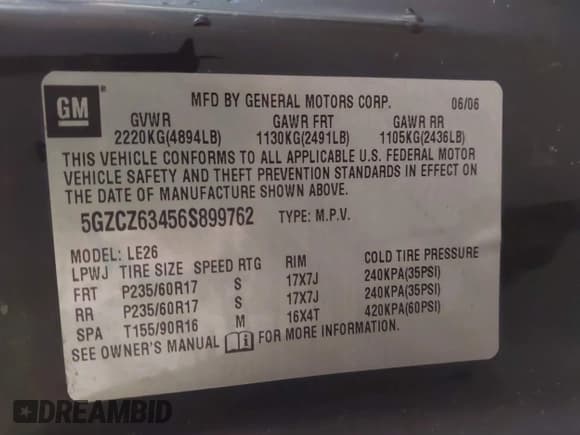 GM
MFD BY GENERAL MOTORS CORP. 06/06
GVWR GAWR FRT GAWR RR
2220KG(4894LB) 1130KG(2491LB) 1105KG(2436LB)
THIS VEHICLE CONFORMS TO ALL APPLICABLE U.S. FEDERAL MOTOR
VEHICLE SAFETY AND THEFT PREVENTION STANDARDS IN EFFECT ON
THE DATE OF MANUFACTURE SHOWN ABOVE.
5GZCZ63456S899762 TYPE: M.P.V.
MODEL: LE26
LPWJ TIRE SIZE SPEED RTG RIM COLD TIRE PRESSURE
FRT P235/60R17 S 17X7J 240KPA(35PSI)
RR P235/60R17 S 17X7J 240KPA(35PSI)
SPA T155/90R16 M 16X4T 420KPA(60PSI)
SEE OWNER'S MANUAL FOR MORE INFORMATION.
DREAMBID